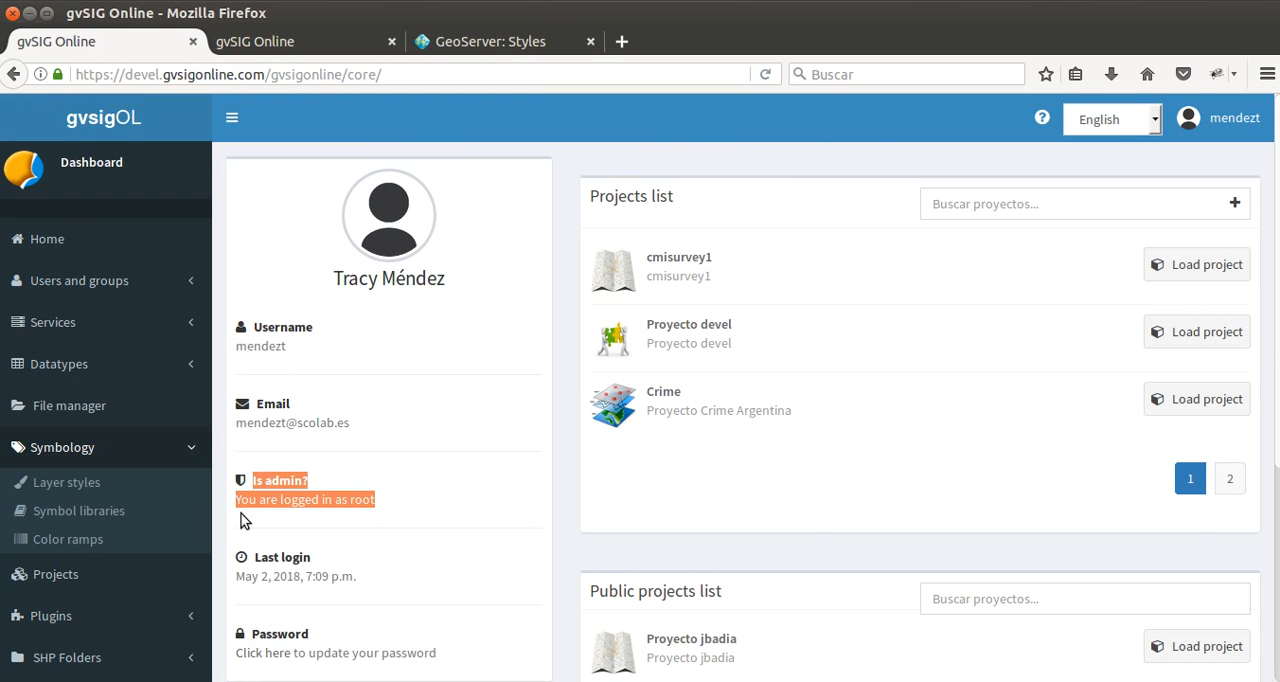 gvSIG Online - Mozilla Firefox
gvSIG Online
gvSIG Online
GeoServer: Styles
https://devel.gvsigonline.com/gvsigonline/core/
Buscar
gvsigOL
English
mendezt
Dashboard
Home
Users and groups
Services
Datatypes
File manager
Symbology
Layer styles
Symbol libraries
Color ramps
Projects
Plugins
SHP Folders
Tracy Méndez
Username
mendezt
Email
mendezt@scolab.es
Is admin?
You are logged in as root
Last login
May 2, 2018, 7:09 p.m.
Password
Click here to update your password
Projects list
Buscar proyectos...
cmisurvey1
cmisurvey1
Load project
Proyecto devel
Proyecto devel
Load project
Crime
Proyecto Crime Argentina
Load project
1 2
Public projects list
Buscar proyectos...
Proyecto jbadia
Proyecto jbadia
Load project